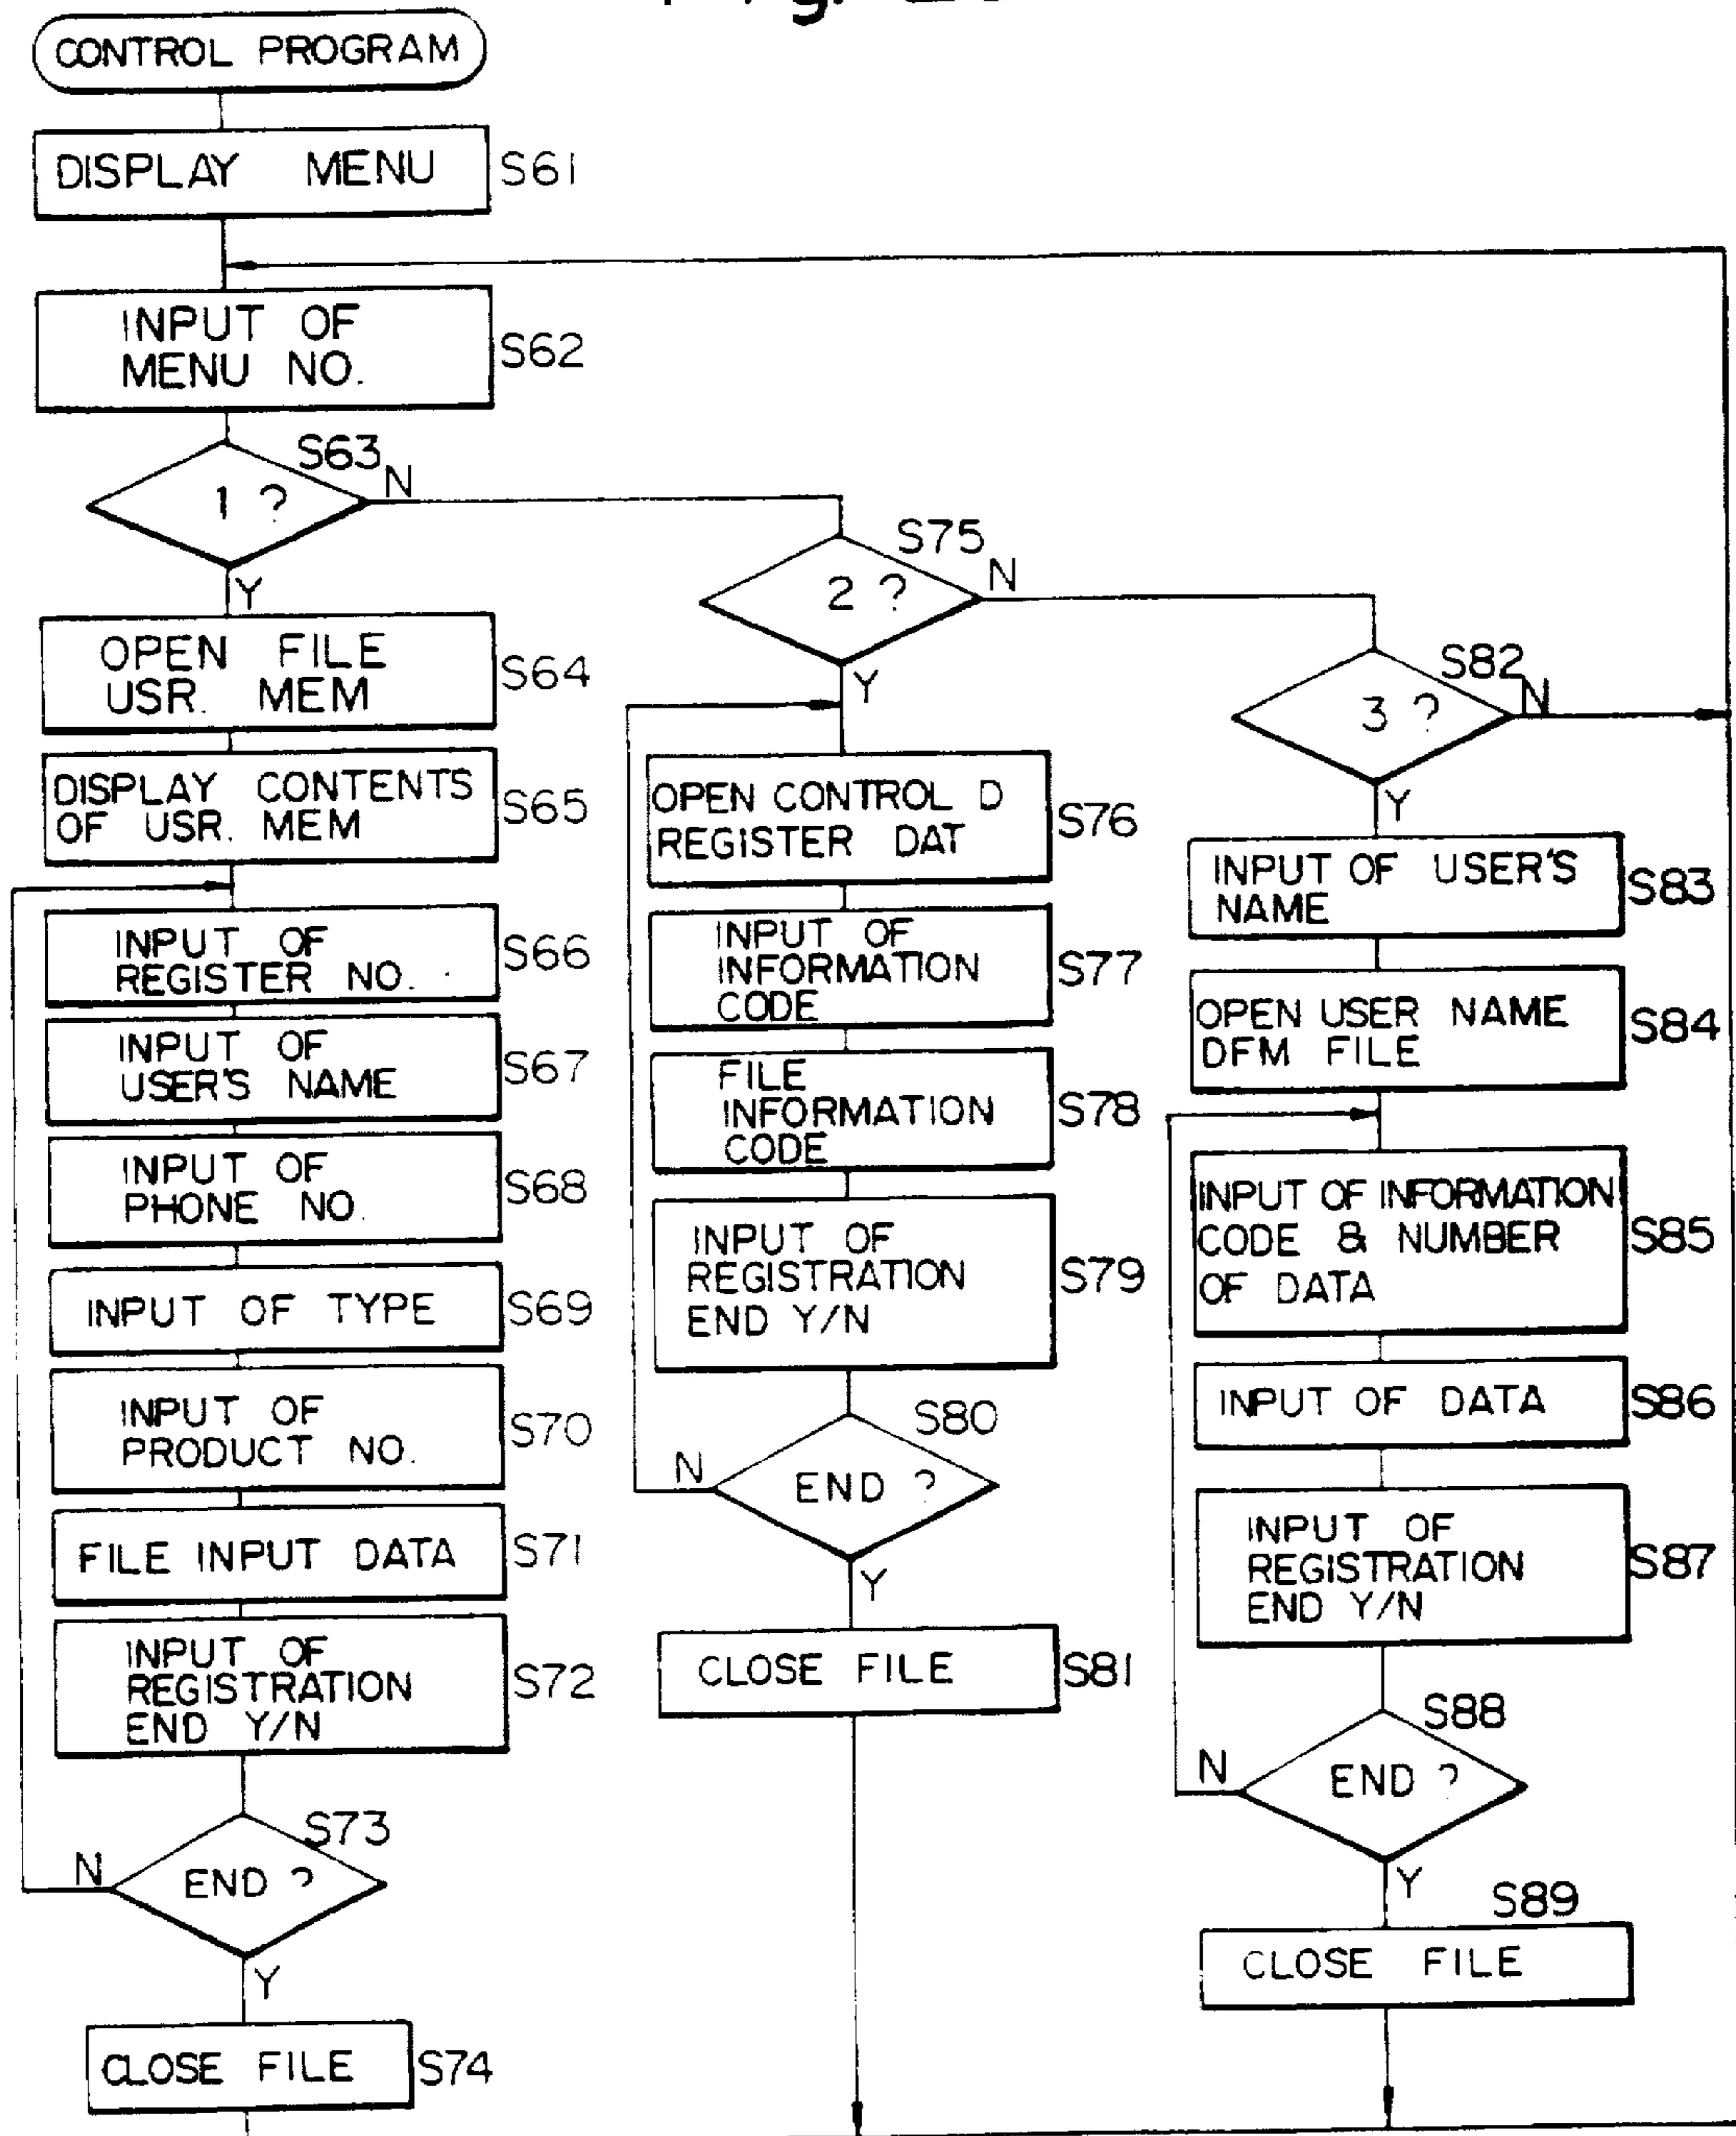 CONTROL PROGRAM
DISPLAY MENU S61
INPUT OF
MENU NO.
S62
S63
1 ?
N
Y
OPEN FILE
USR. MEM
S64
DISPLAY CONTENTS
OF USR. MEM
S65
INPUT OF
REGISTER NO.
S66
INPUT OF
USER'S NAME
S67
INPUT OF
PHONE NO.
S68
INPUT OF TYPE S69
INPUT OF
PRODUCT NO.
S70
FILE INPUT DATA S71
INPUT OF
REGISTRATION
END Y/N
S72
S73
END ?
N
Y
CLOSE FILE S74
S75
2 ?
N
Y
OPEN CONTROL D
REGISTER DAT
S76
INPUT OF
INFORMATION
CODE
S77
FILE
INFORMATION
CODE
S78
INPUT OF
REGISTRATION
END Y/N
S79
S80
END ?
N
Y
CLOSE FILE S81
S82
3 ?
N
Y
INPUT OF USER'S
NAME
S83
OPEN USER NAME
DFM FILE
S84
INPUT OF INFORMATION
CODE & NUMBER
OF DATA
S85
INPUT OF DATA S86
INPUT OF
REGISTRATION
END Y/N
S87
S88
END ?
N
Y
S89
CLOSE FILE